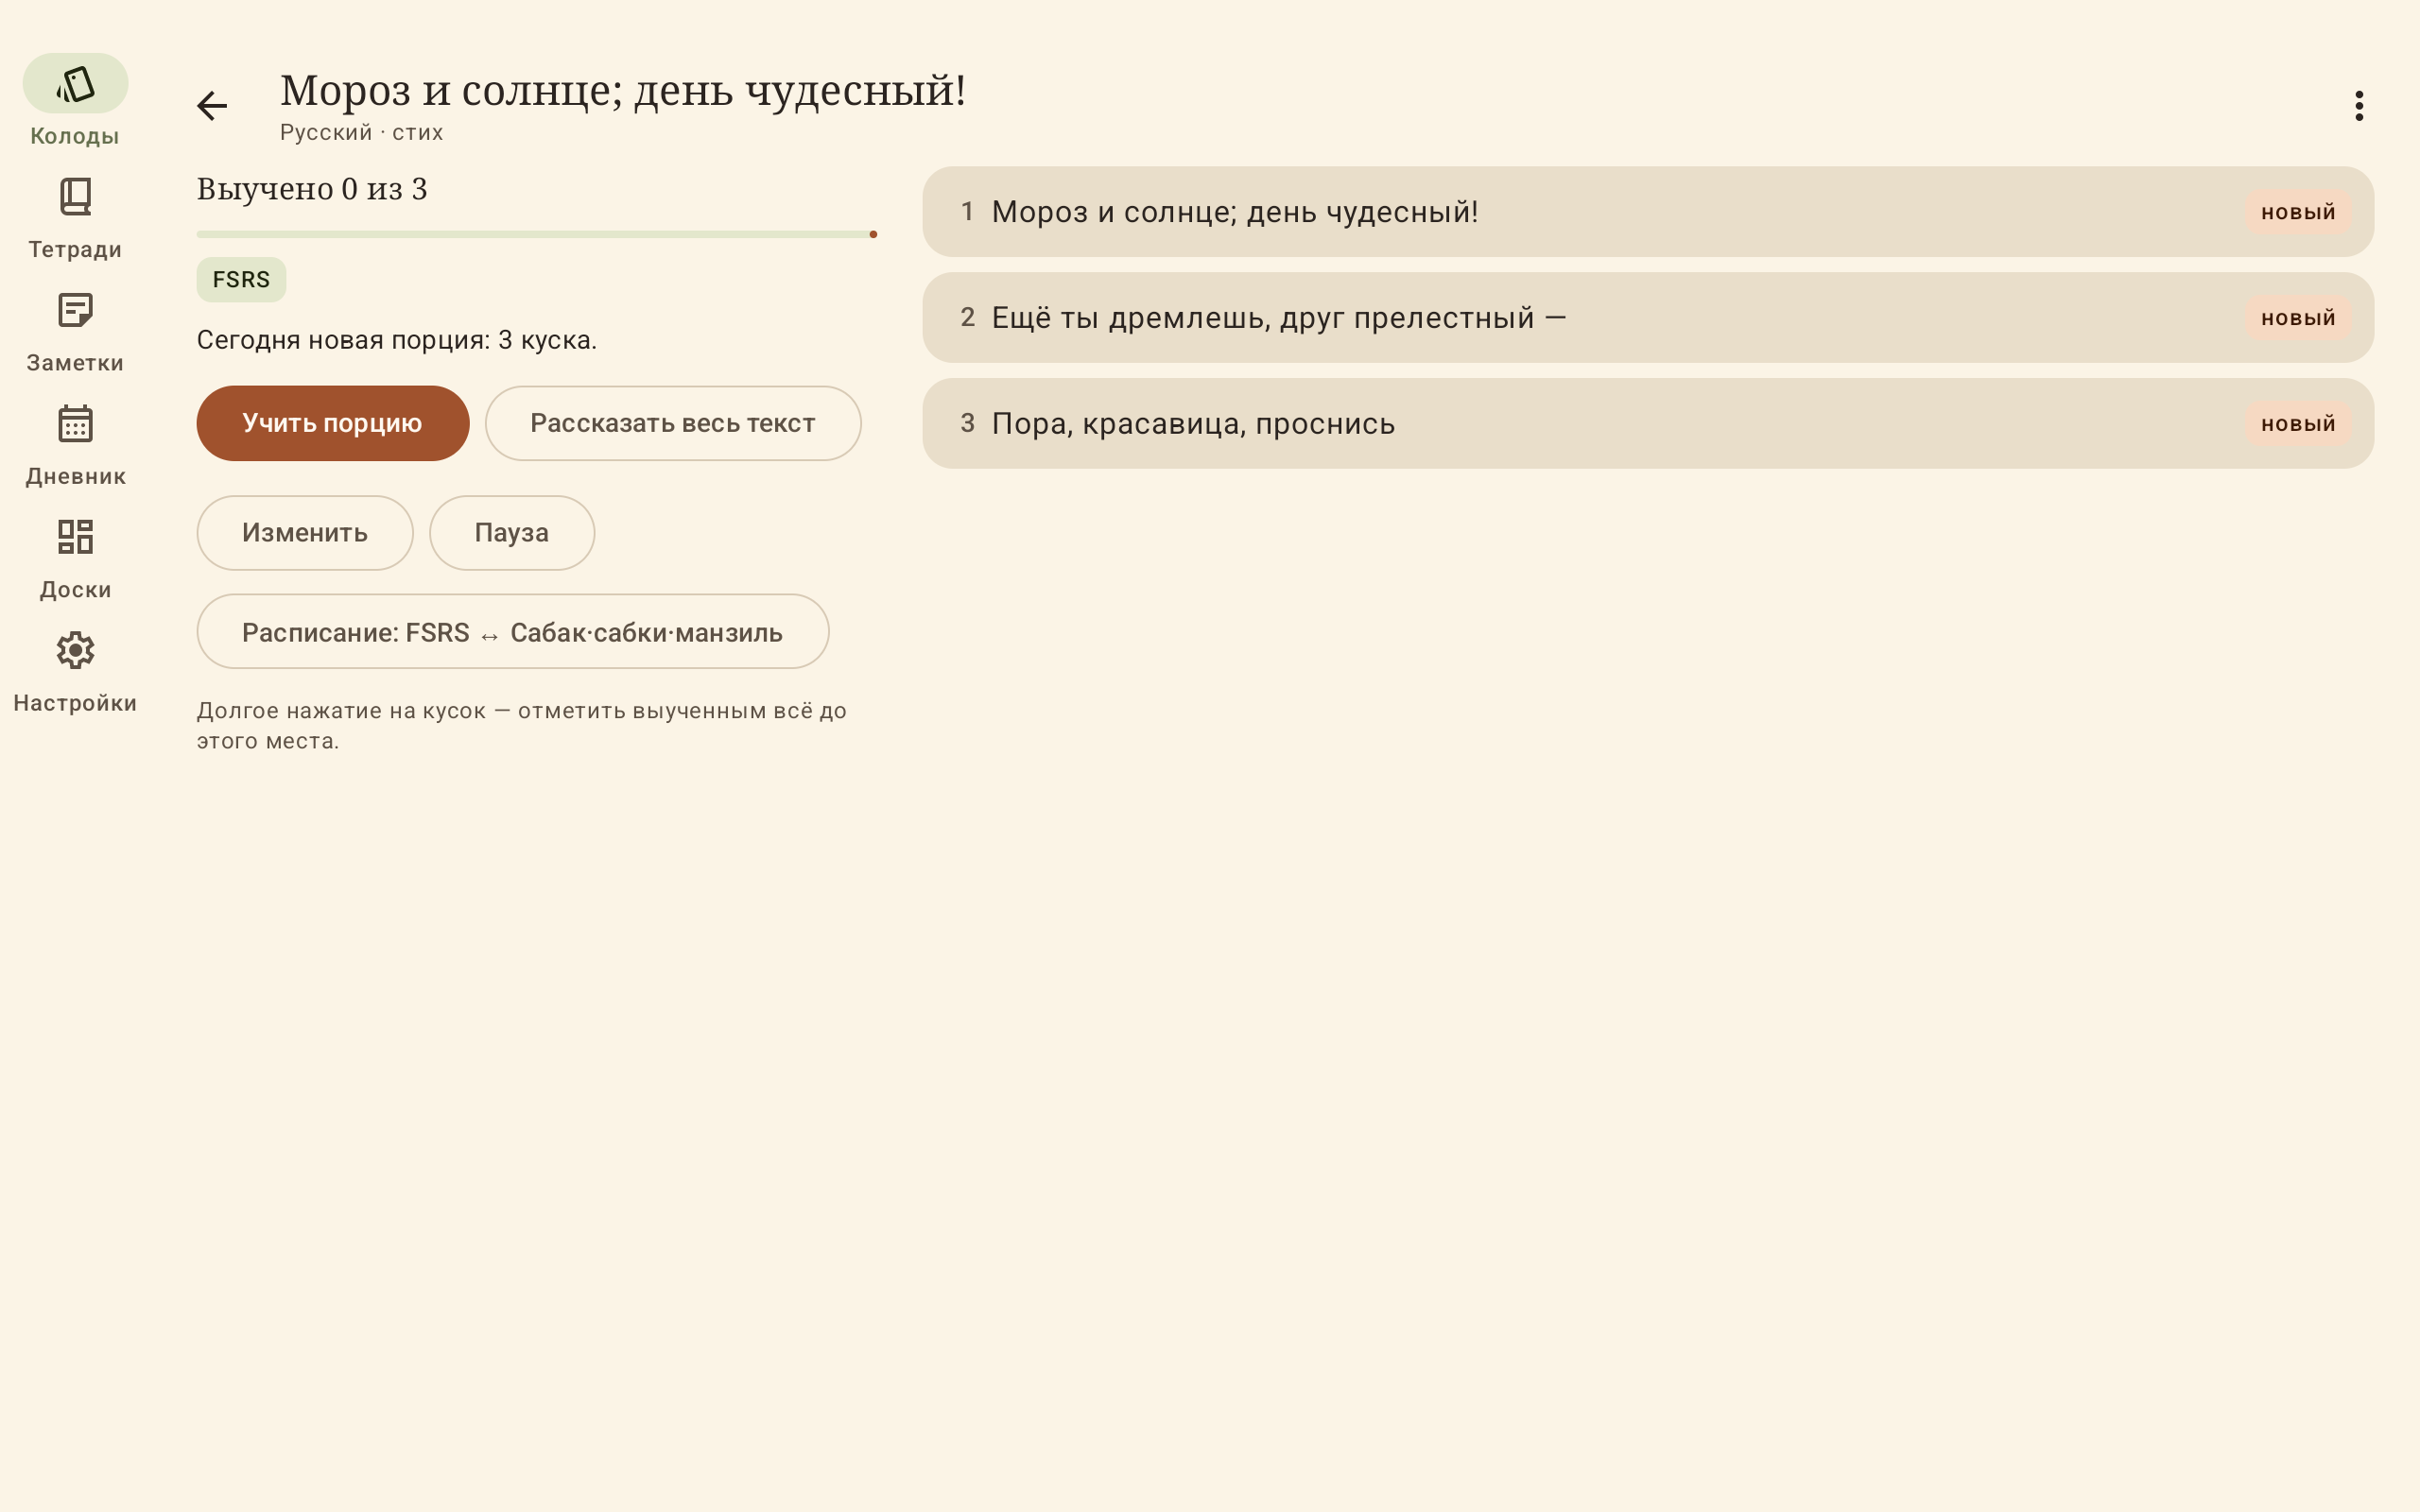 Колоды
Тетради
Заметки
Дневник
Доски
Настройки
Мороз и солнце; день чудесный!
Русский · стих
Выучено 0 из 3
FSRS
Сегодня новая порция: 3 куска.
Учить порцию
Рассказать весь текст
Изменить
Пауза
Расписание: FSRS ↔ Сабак·сабки·манзиль
Долгое нажатие на кусок — отметить выученным всё до
этого места.
1 Мороз и солнце; день чудесный! новый
2 Ещё ты дремлешь, друг прелестный — новый
3 Пора, красавица, проснись новый